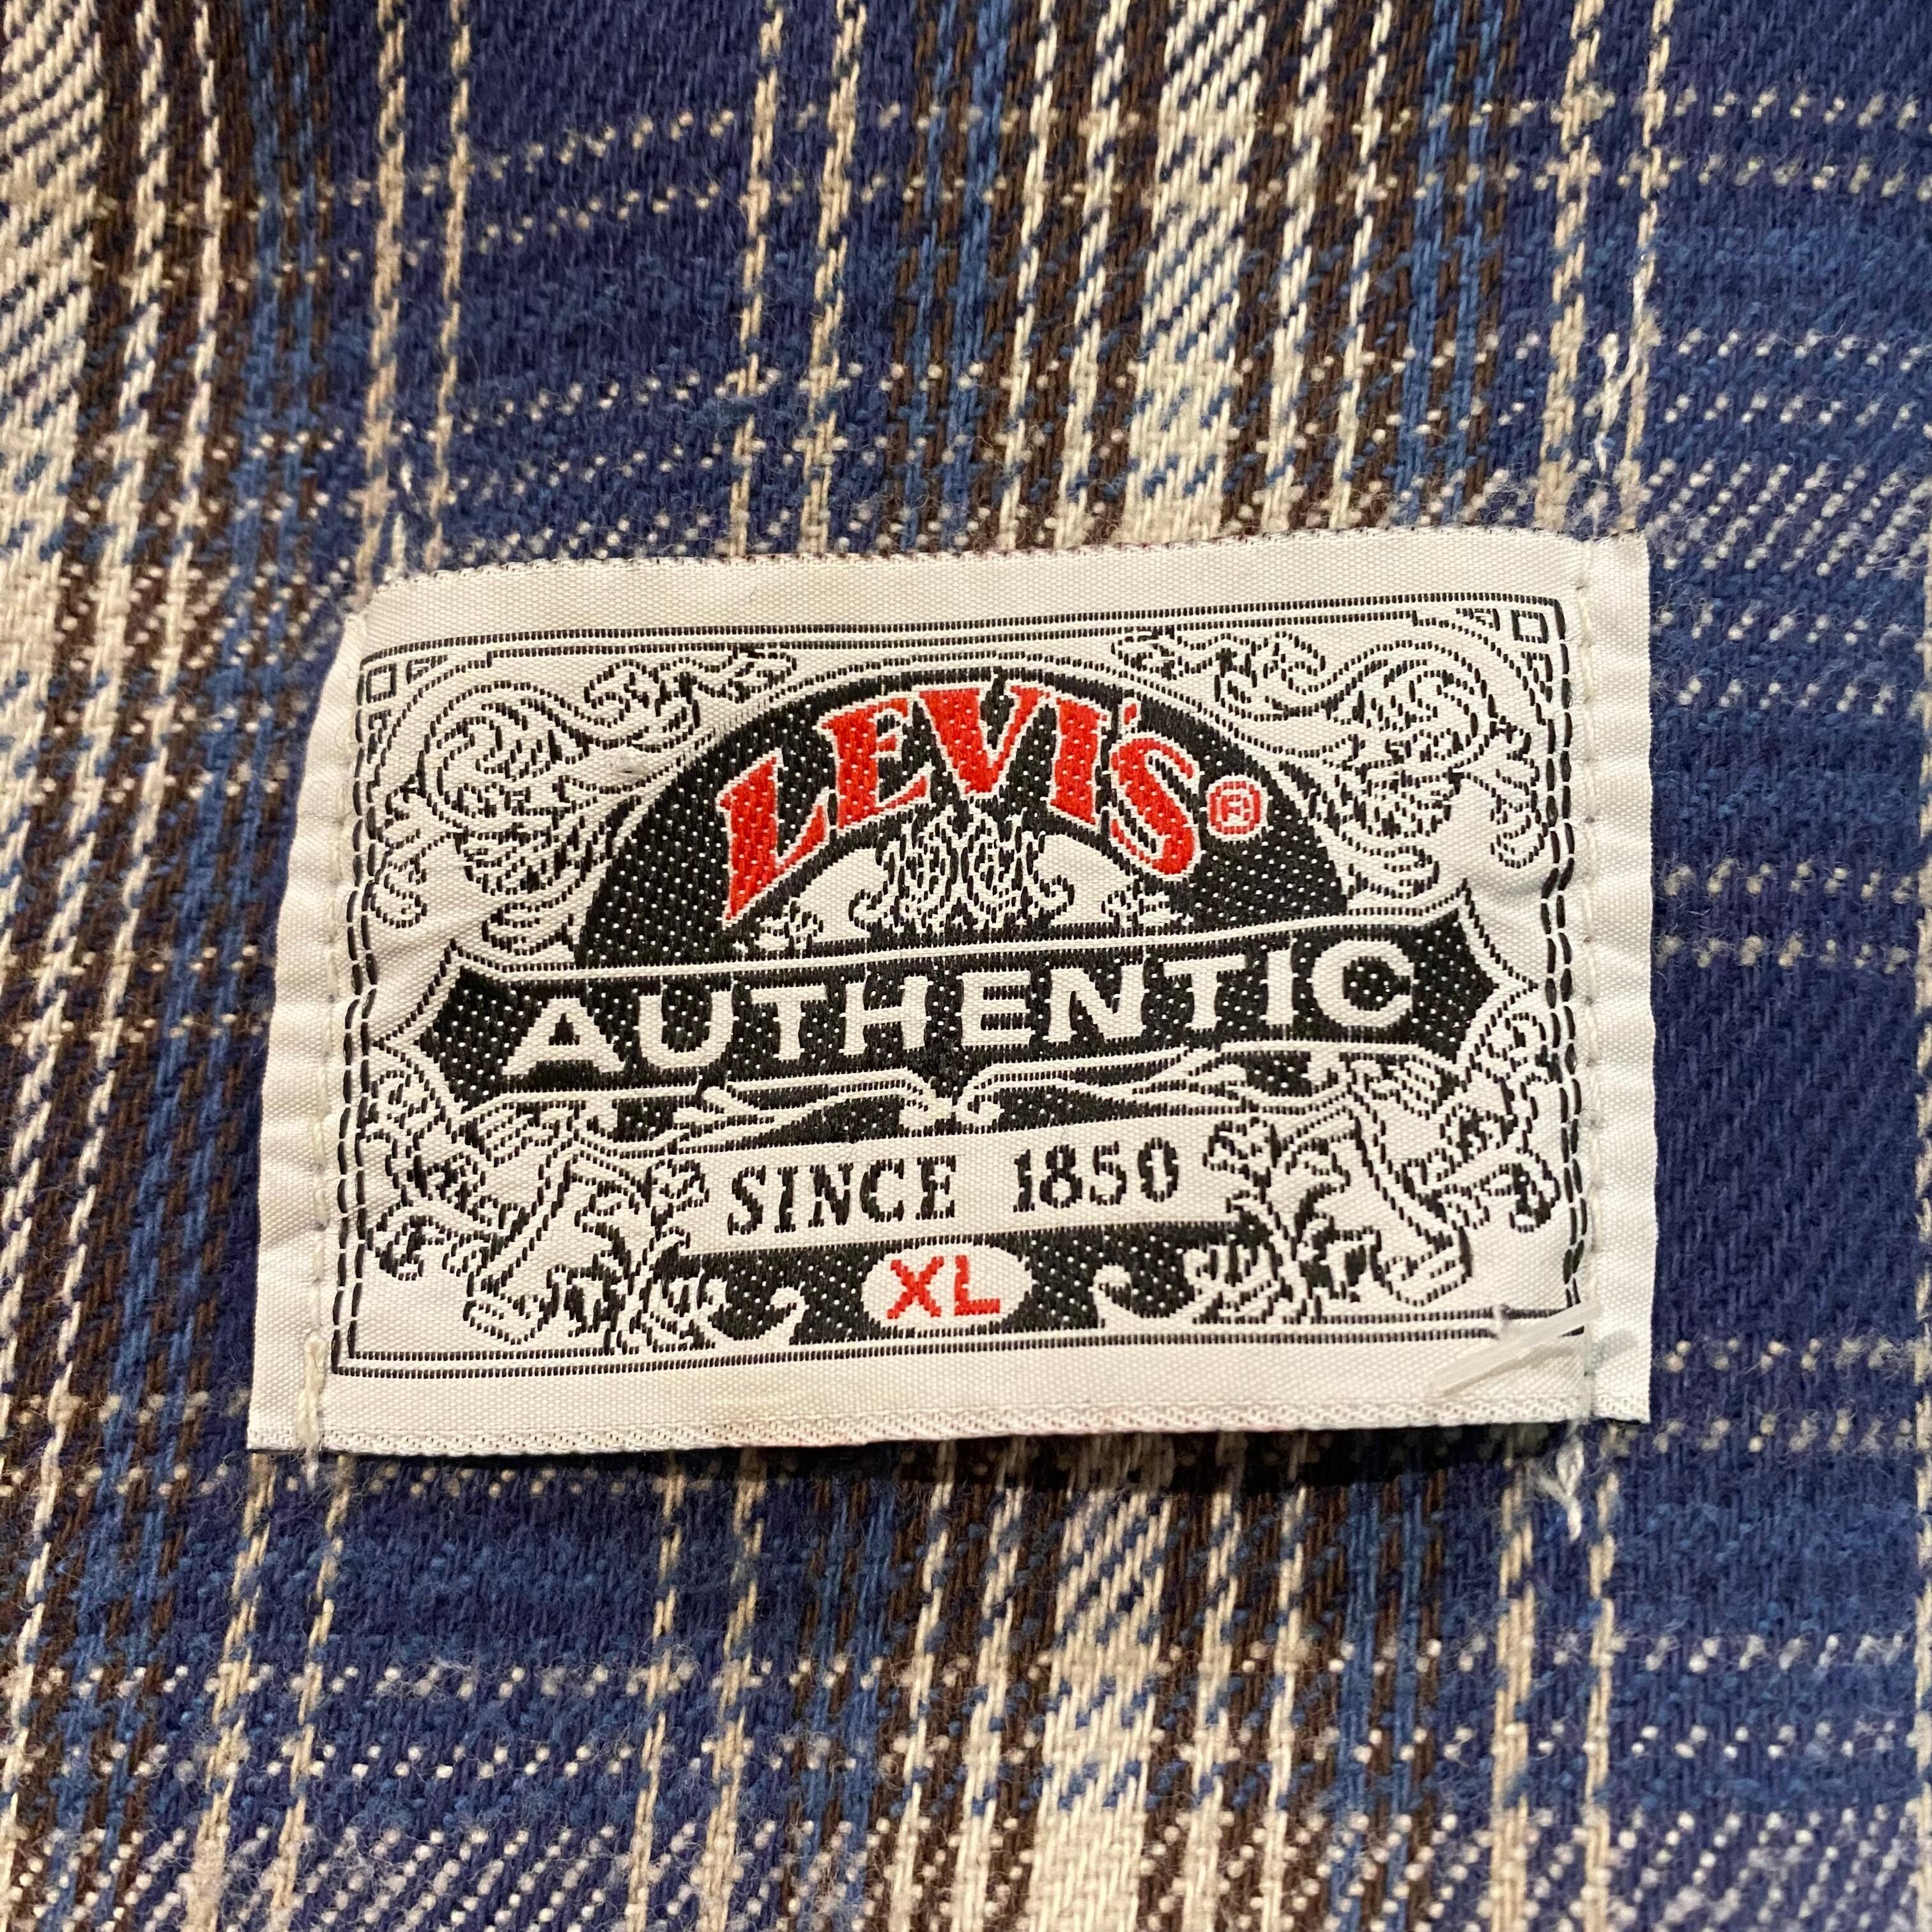 LEVI'S®
AUTHENTIC
SINCE 1850
XL